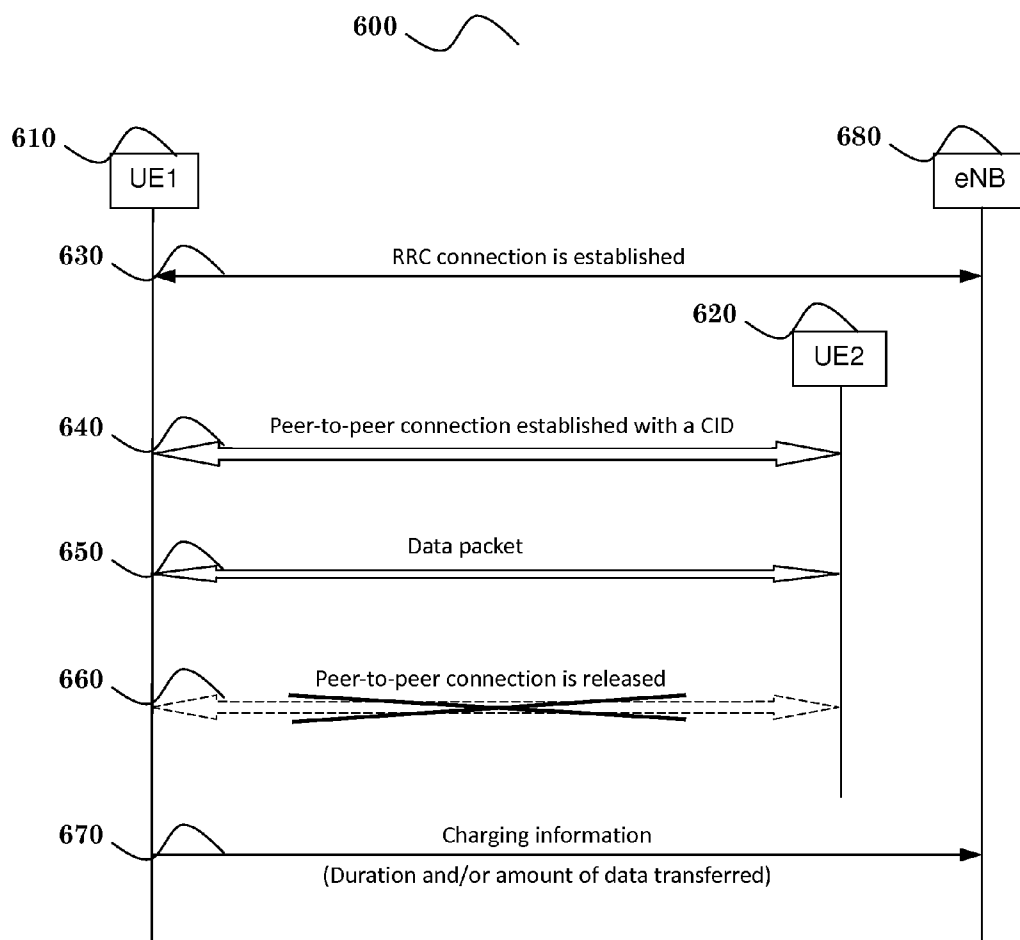 600
610
UE1
680
eNB
630
RRC connection is established
620
UE2
640
Peer-to-peer connection established with a CID
650
Data packet
660
Peer-to-peer connection is released
670
Charging information
(Duration and/or amount of data transferred)